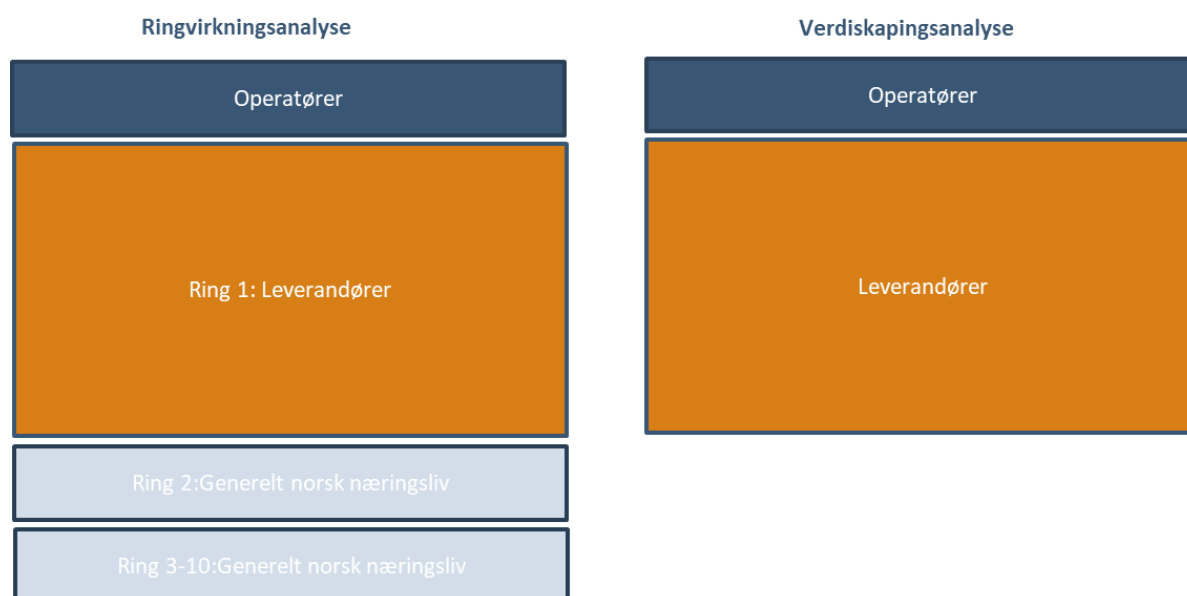 Ringvirkningsanalyse
Operatører
Ring 1: Leverandører
Ring 2:Generelt norsk næringsliv
Ring 3-10:Generelt norsk næringsliv
Verdiskapingsanalyse
Operatører
Leverandører